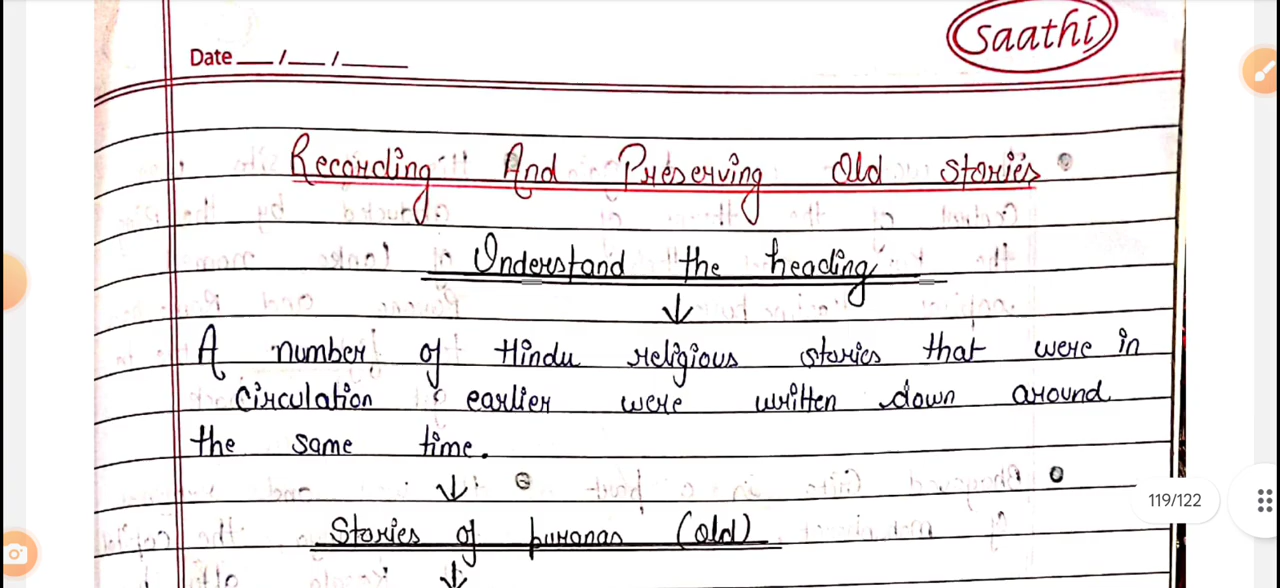 saathi
Date __/__/____
Recording And Preserving Old Stories
Understand the heading
↓
A number of Hindu religious stories that were in
circulation earlier were written down around
the same time.
↓
Stories of puranas (old)
↓
119/122